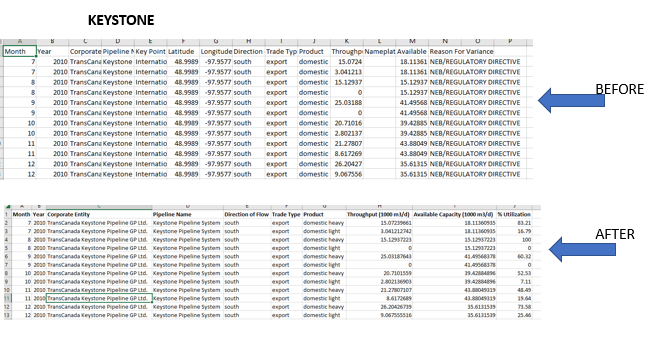 KEYSTONE
A B C D E F G H I J K L M N O P
Month Year Corporate Pipeline N Key Point Latitude Longitude Direction Trade Typ Product Throughp Nameplat Available Reason For Variance
7 2010 TransCana Keystone Internatio 48.9989 -97.9577 south export domestic 15.0724 18.11361 NEB/REGULATORY DIRECTIVE
7 2010 TransCana Keystone Internatio 48.9989 -97.9577 south export domestic 3.041213 18.11361 NEB/REGULATORY DIRECTIVE
8 2010 TransCana Keystone Internatio 48.9989 -97.9577 south export domestic 15.12937 15.12937 NEB/REGULATORY DIRECTIVE
8 2010 TransCana Keystone Internatio 48.9989 -97.9577 south export domestic 0 15.12937 NEB/REGULATORY DIRECTIVE
9 2010 TransCana Keystone Internatio 48.9989 -97.9577 south export domestic 25.03188 41.49568 NEB/REGULATORY DIRECTIVE
9 2010 TransCana Keystone Internatio 48.9989 -97.9577 south export domestic 0 41.49568 NEB/REGULATORY DIRECTIVE
10 2010 TransCana Keystone Internatio 48.9989 -97.9577 south export domestic 20.71016 39.42885 NEB/REGULATORY DIRECTIVE
10 2010 TransCana Keystone Internatio 48.9989 -97.9577 south export domestic 2.802137 39.42885 NEB/REGULATORY DIRECTIVE
11 2010 TransCana Keystone Internatio 48.9989 -97.9577 south export domestic 21.27807 43.88049 NEB/REGULATORY DIRECTIVE
11 2010 TransCana Keystone Internatio 48.9989 -97.9577 south export domestic 8.617269 43.88049 NEB/REGULATORY DIRECTIVE
12 2010 TransCana Keystone Internatio 48.9989 -97.9577 south export domestic 26.20427 35.61315 NEB/REGULATORY DIRECTIVE
12 2010 TransCana Keystone Internatio 48.9989 -97.9577 south export domestic 9.067556 35.61315 NEB/REGULATORY DIRECTIVE
BEFORE
1 Month Year Corporate Entity Pipeline Name Direction of Flow Trade Type Product Throughput (1000 m3/d) Available Capacity (1000 m3/d) % Utilization
2 7 2010 TransCanada Keystone Pipeline GP Ltd. Keystone Pipeline System south export domestic heavy 15.07239661 18.11360935 83.21
3 7 2010 TransCanada Keystone Pipeline GP Ltd. Keystone Pipeline System south export domestic light 3.041212742 18.11360935 16.79
4 8 2010 TransCanada Keystone Pipeline GP Ltd. Keystone Pipeline System south export domestic heavy 15.12937223 15.12937223 100
5 8 2010 TransCanada Keystone Pipeline GP Ltd. Keystone Pipeline System south export domestic light 0 15.12937223 0
6 9 2010 TransCanada Keystone Pipeline GP Ltd. Keystone Pipeline System south export domestic heavy 25.03187643 41.49568378 60.32
7 9 2010 TransCanada Keystone Pipeline GP Ltd. Keystone Pipeline System south export domestic light 0 41.49568378 0
8 10 2010 TransCanada Keystone Pipeline GP Ltd. Keystone Pipeline System south export domestic heavy 20.7101559 39.42884896 52.53
9 10 2010 TransCanada Keystone Pipeline GP Ltd. Keystone Pipeline System south export domestic light 2.802136903 39.42884896 7.11
10 11 2010 TransCanada Keystone Pipeline GP Ltd. Keystone Pipeline System south export domestic heavy 21.27807107 43.88049319 48.49
11 11 2010 TransCanada Keystone Pipeline GP Ltd. Keystone Pipeline System south export domestic light 8.6172689 43.88049319 19.64
12 12 2010 TransCanada Keystone Pipeline GP Ltd. Keystone Pipeline System south export domestic heavy 26.20426739 35.6131539 73.58
13 12 2010 TransCanada Keystone Pipeline GP Ltd. Keystone Pipeline System south export domestic light 9.067555516 35.6131539 25.46
AFTER